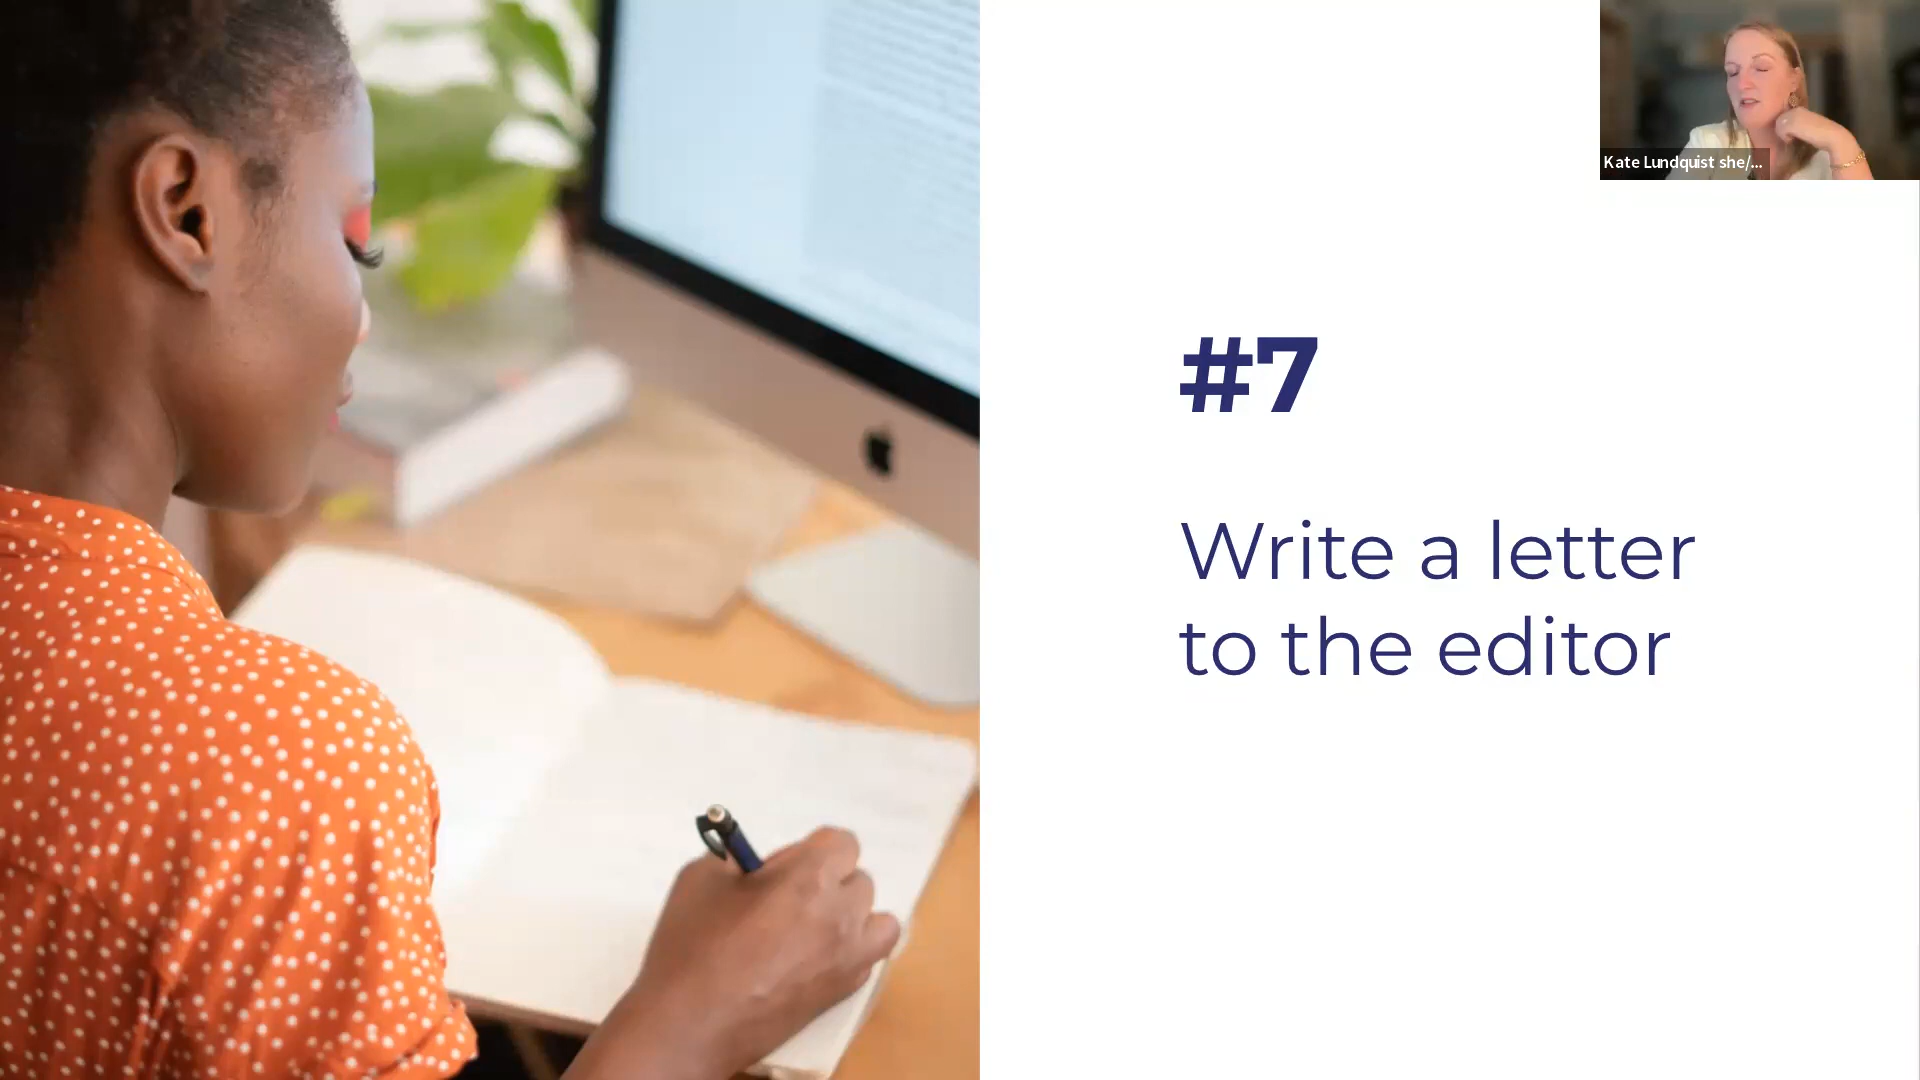 Kate Lundquist she/...
#7
Write a letter
to the editor